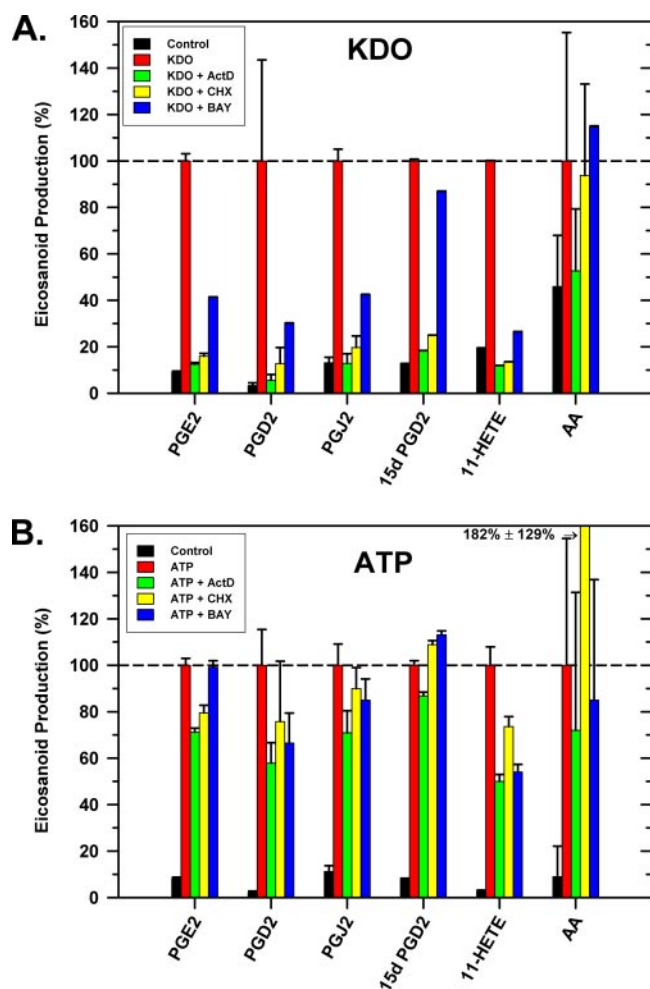 A.
KDO
Control
KDO
KDO + ActD
KDO + CHX
KDO + BAY
Eicosanoid Production (%)
160
140
120
100
80
60
40
20
0
PGE2
PGD2
PGJ2
15d PGD2
11-HETE
AA
B.
ATP
Control
ATP
ATP + ActD
ATP + CHX
ATP + BAY
182% ± 129% →
Eicosanoid Production (%)
160
140
120
100
80
60
40
20
0
PGE2
PGD2
PGJ2
15d PGD2
11-HETE
AA